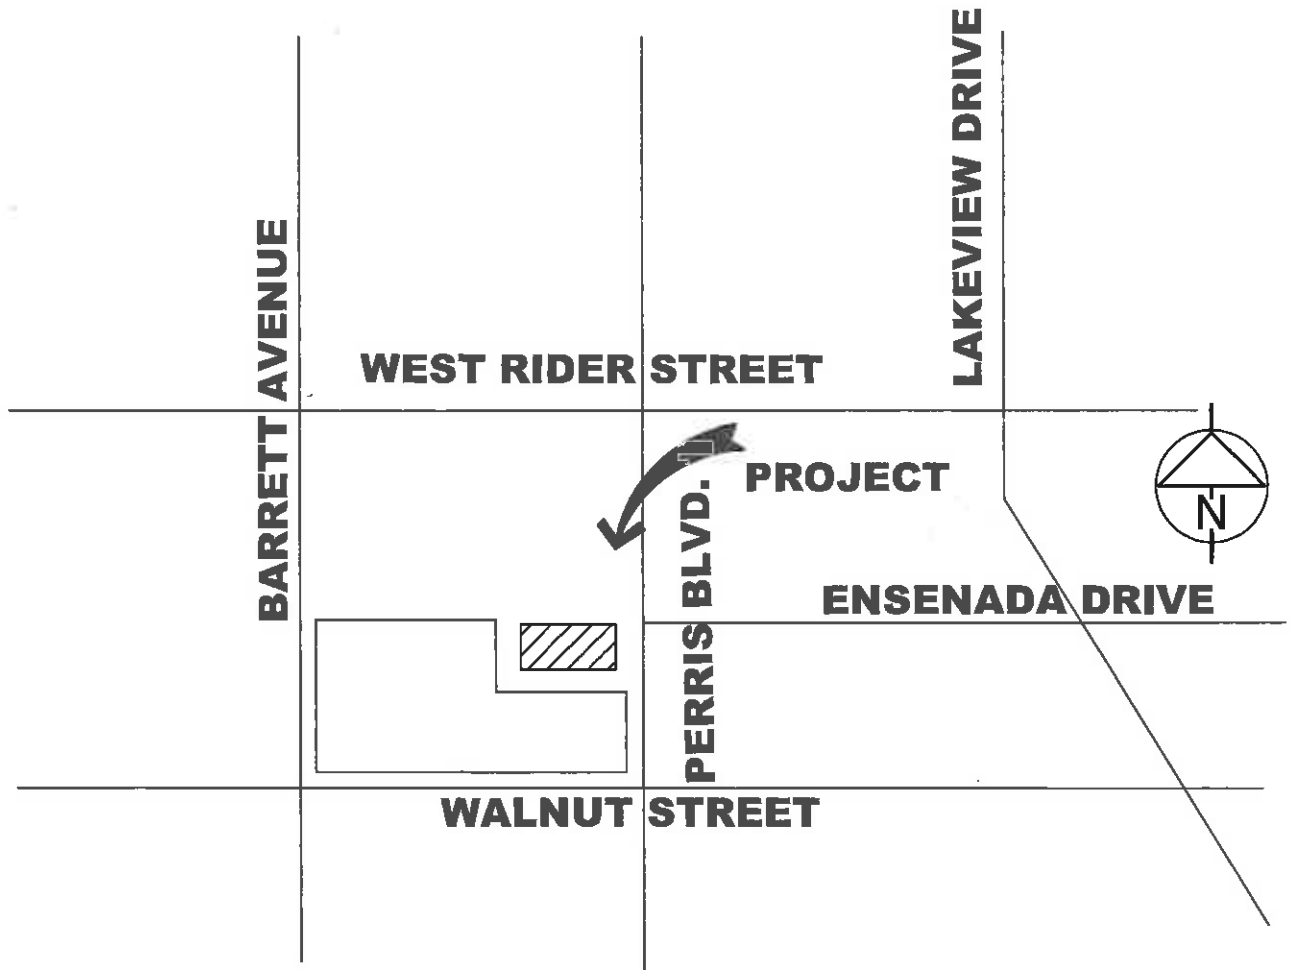 LAKEVIEW DRIVE
BARRETT AVENUE
WEST RIDER STREET
PROJECT
N
PERRIS BLVD.
ENSENADA DRIVE
WALNUT STREET